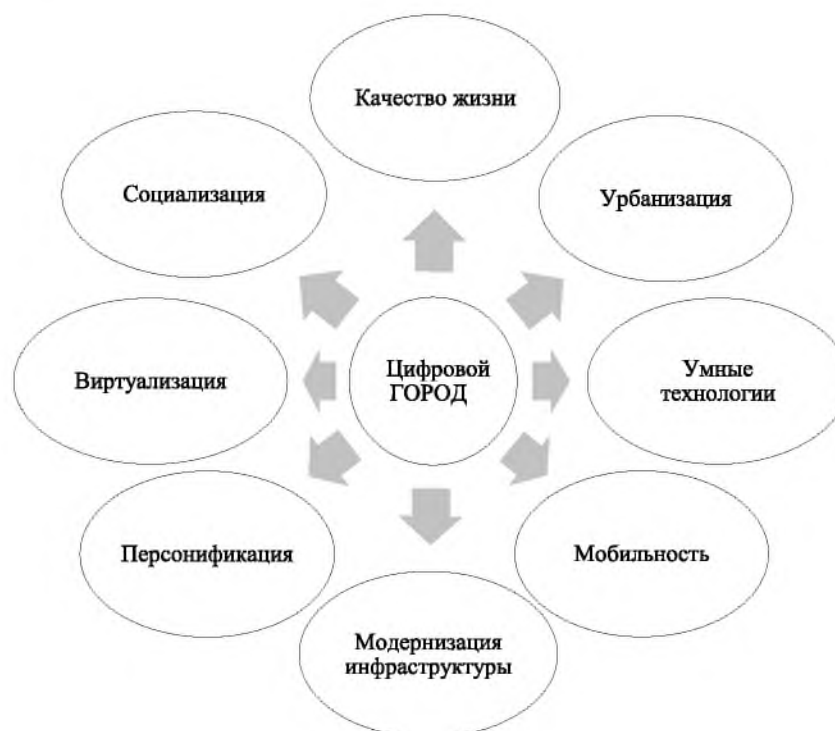 Качество жизни
Социализация
Урбанизация
Виртуализация
Цифровой
ГОРОД
Умные
технологии
Персонификация
Мобильность
Модернизация
инфраструктуры